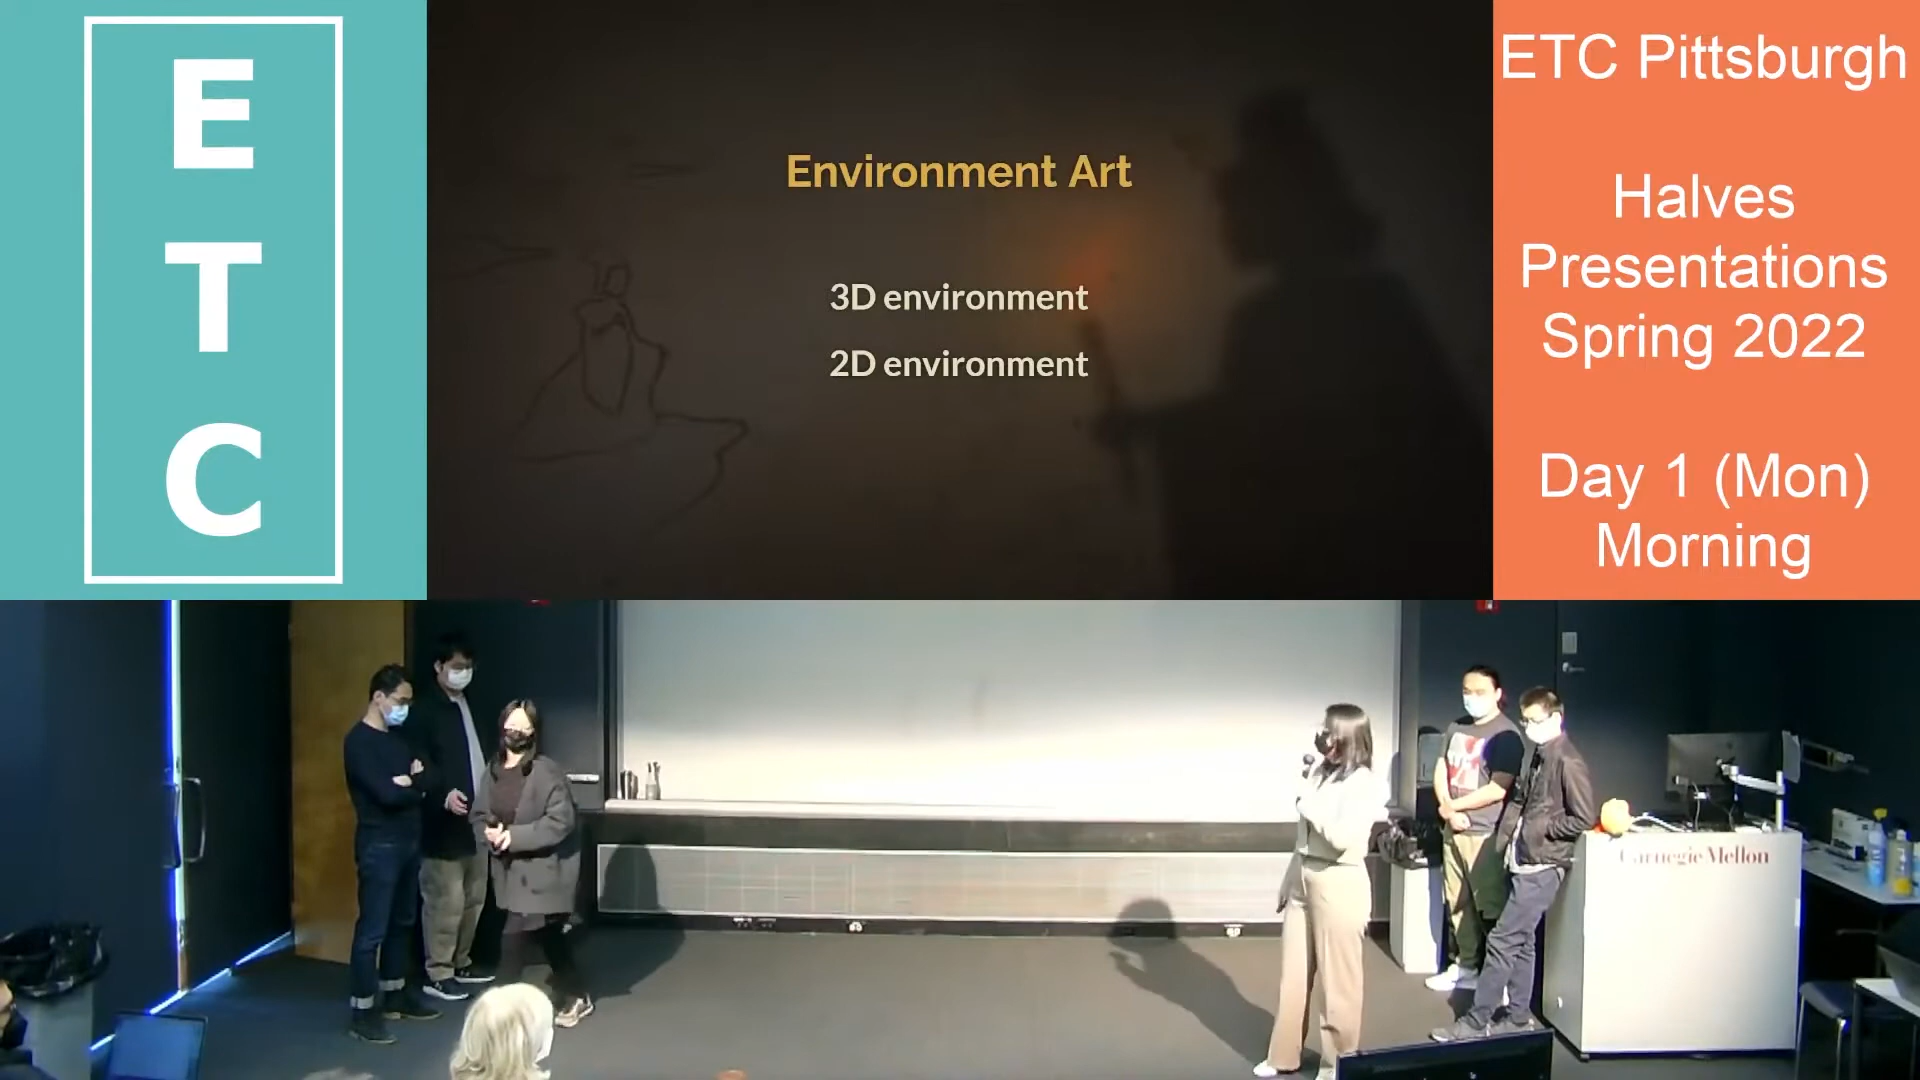 E
T
C
Environment Art
3D environment
2D environment
ETC Pittsburgh
Halves
Presentations
Spring 2022
Day 1 (Mon)
Morning
Carnegie Mellon